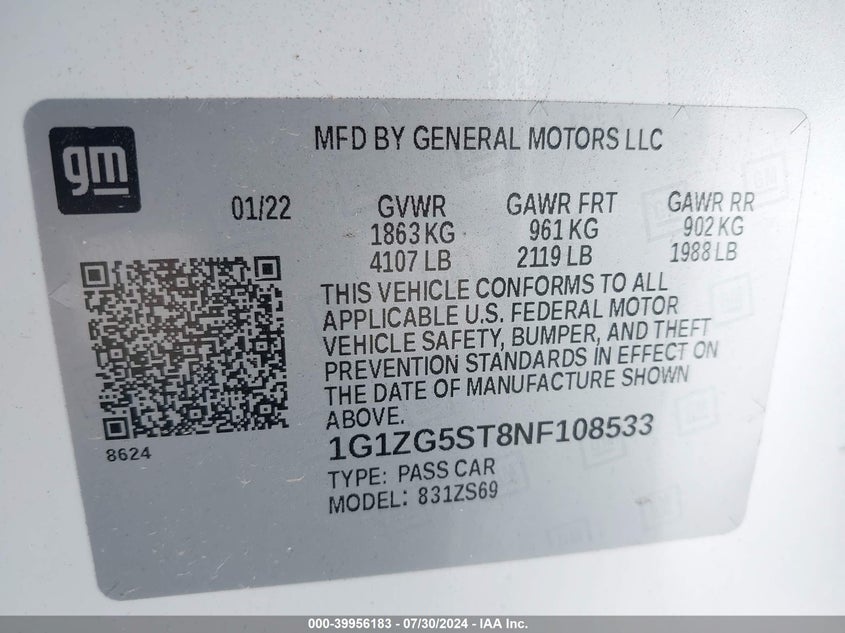 gm
MFD BY GENERAL MOTORS LLC
01/22 GVWR GAWR FRT GAWR RR
1863 KG 961 KG 902 KG
4107 LB 2119 LB 1988 LB
THIS VEHICLE CONFORMS TO ALL
APPLICABLE U.S. FEDERAL MOTOR
VEHICLE SAFETY, BUMPER, AND THEFT
PREVENTION STANDARDS IN EFFECT ON
THE DATE OF MANUFACTURE SHOWN
ABOVE.
8624
1G1ZG5ST8NF108533
TYPE: PASS CAR
MODEL: 831ZS69
000-39956183 - 07/30/2024 - IAA Inc.